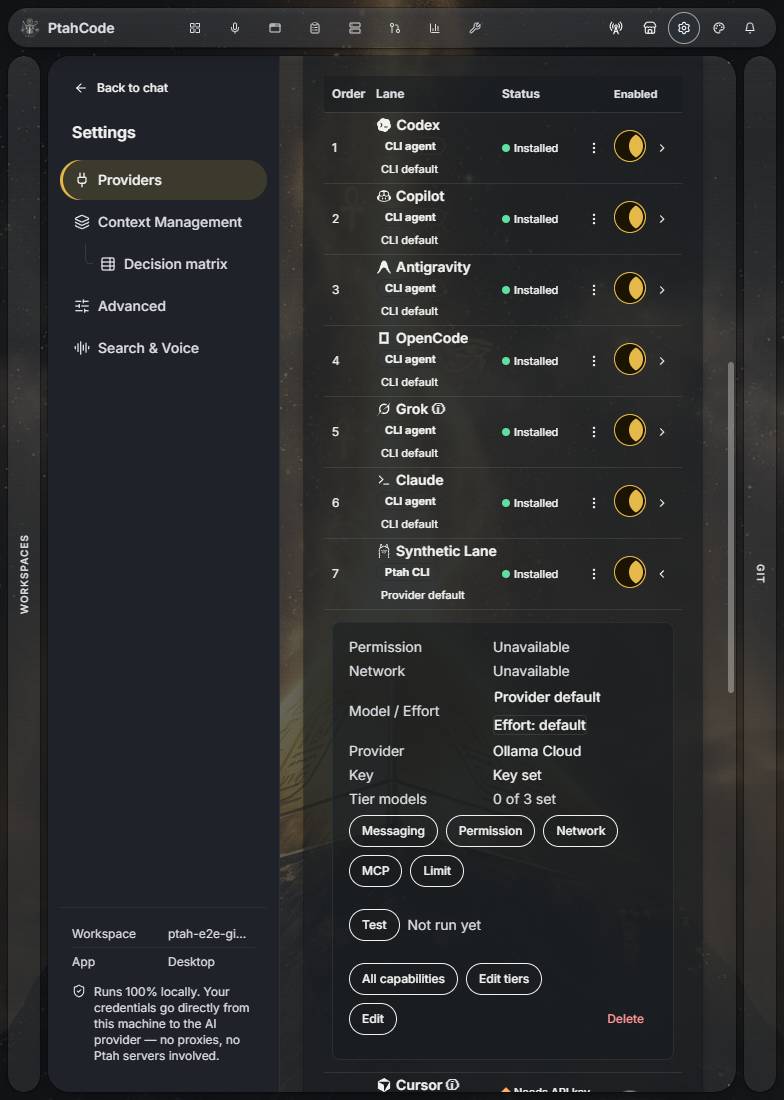 PtahCode
Back to chat
Settings
Providers
Context Management
Decision matrix
Advanced
Search & Voice
WORKSPACES
Workspace ptah-e2e-gi...
App Desktop
Runs 100% locally. Your
credentials go directly from
this machine to the AI
provider — no proxies, no
Ptah servers involved.
Order Lane Status Enabled
Codex
1 CLI agent Installed
CLI default
Copilot
2 CLI agent Installed
CLI default
Antigravity
3 CLI agent Installed
CLI default
OpenCode
4 CLI agent Installed
CLI default
Grok
5 CLI agent Installed
CLI default
Claude
6 CLI agent Installed
CLI default
Synthetic Lane
7 Ptah CLI Installed
Provider default
Permission Unavailable
Network Unavailable
Model / Effort Provider default
Effort: default
Provider Ollama Cloud
Key Key set
Tier models 0 of 3 set
Messaging Permission Network
MCP Limit
Test Not run yet
All capabilities Edit tiers
Edit Delete
Cursor
Needs API key
GIT